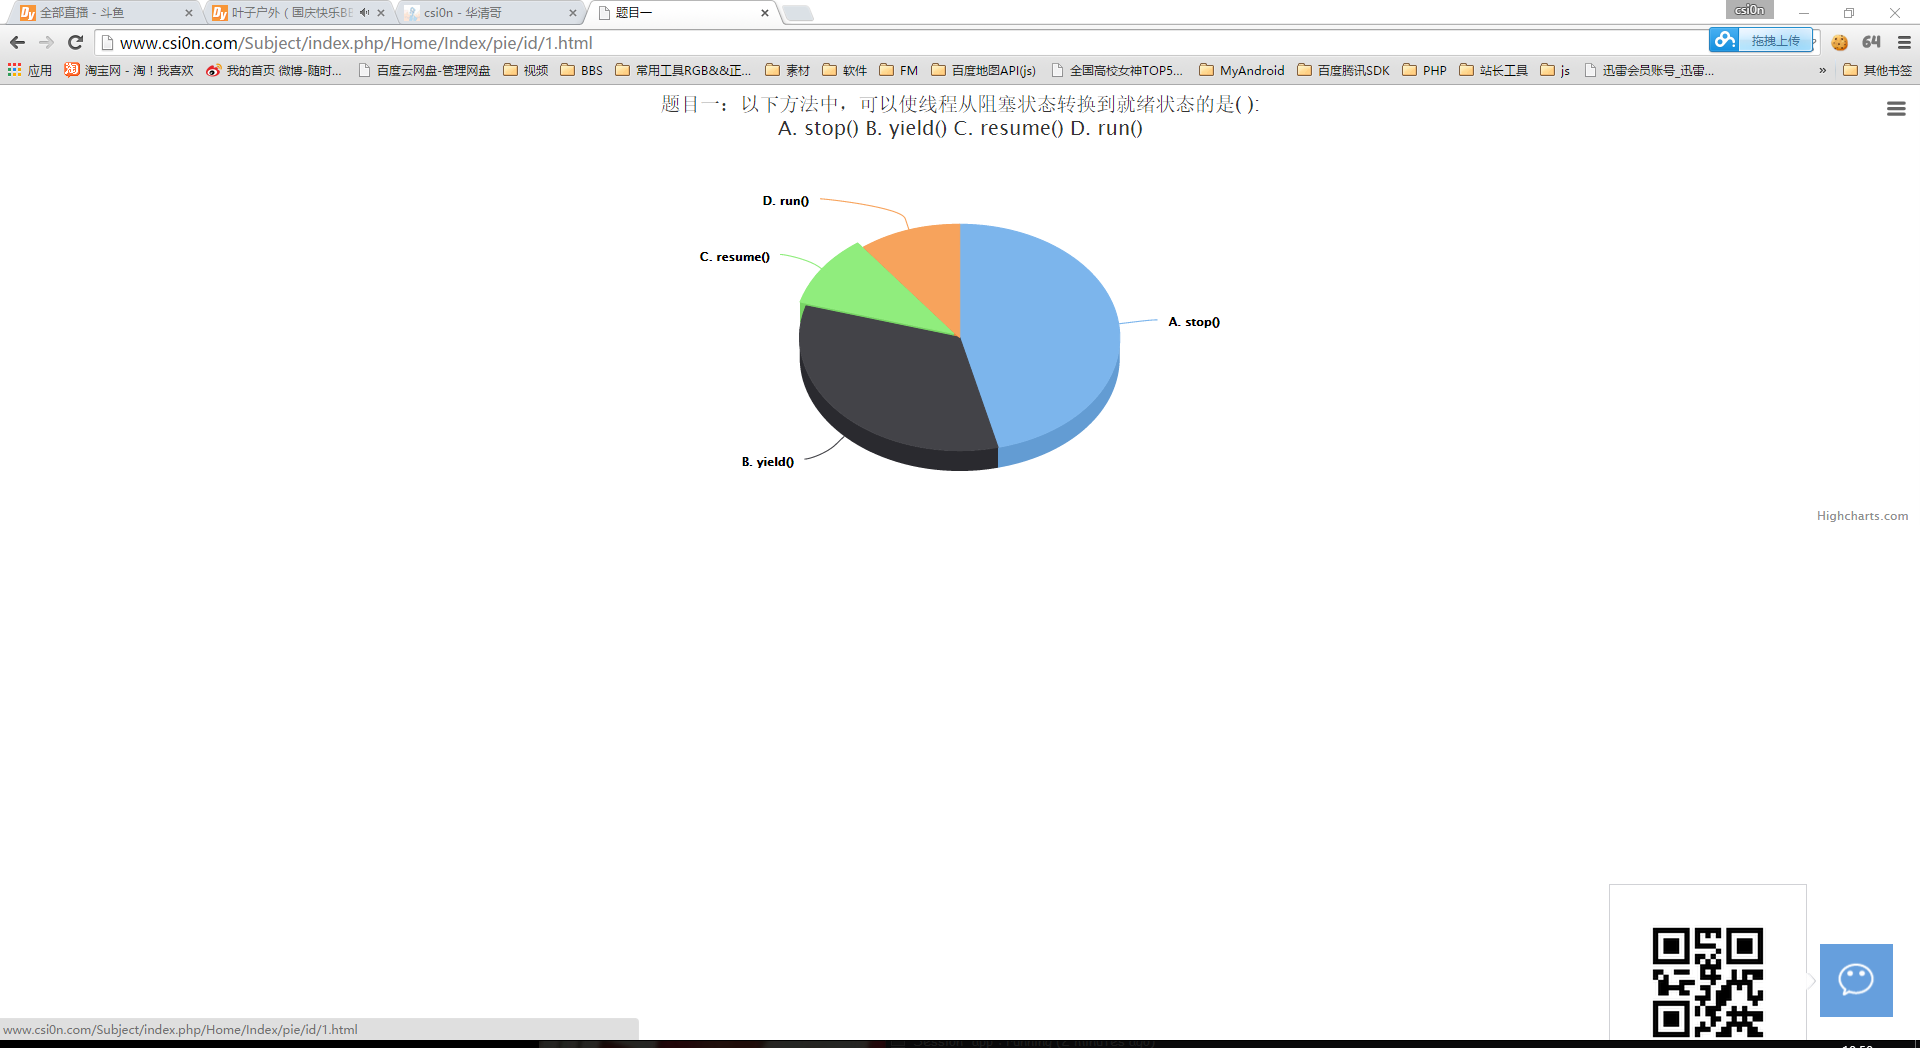 全部直播 - 斗鱼
叶子户外 ( 国庆快乐BE
csi0n - 华清哥
题目一
csi0n
www.csi0n.com/Subject/index.php/Home/Index/pie/id/1.html
拖拽上传
64
应用
淘宝网 - 淘！我喜欢
我的首页 微博-随时...
百度云网盘-管理网盘
视频
BBS
常用工具RGB&&正...
素材
软件
FM
百度地图API(js)
全国高校女神TOP5...
MyAndroid
百度腾讯SDK
PHP
站长工具
js
迅雷会员账号_迅雷...
»
其他书签
题目一：以下方法中，可以使线程从阻塞状态转换到就绪状态的是( ):
A. stop() B. yield() C. resume() D. run()
D. run()
C. resume()
A. stop()
B. yield()
Highcharts.com
www.csi0n.com/Subject/index.php/Home/Index/pie/id/1.html